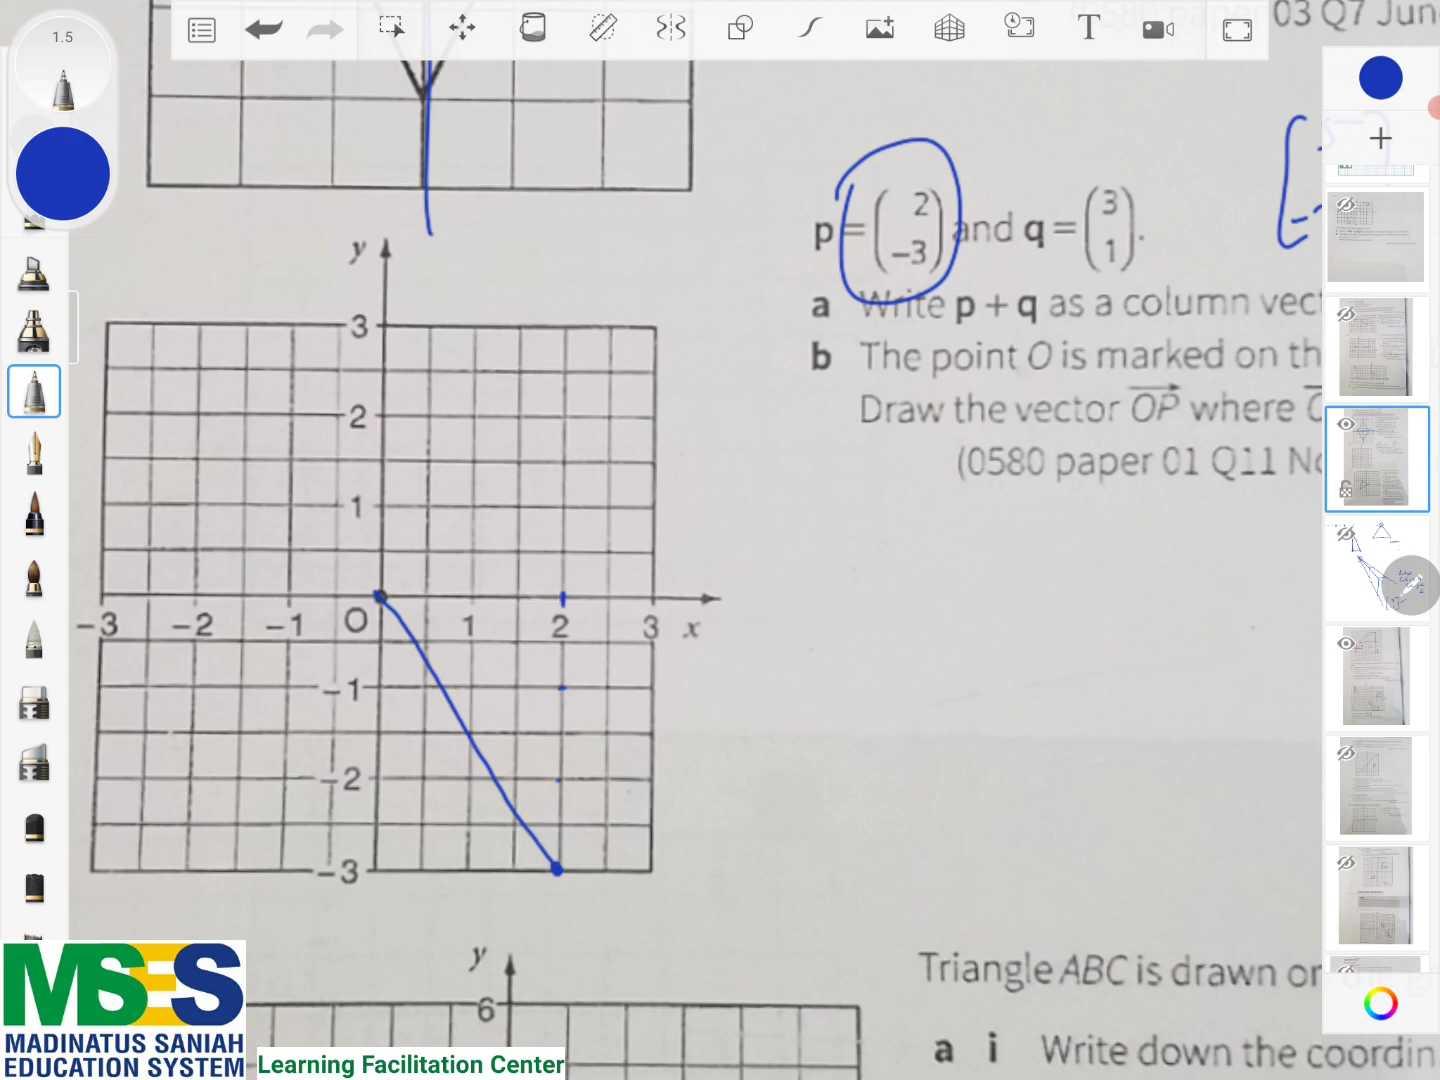 1.5
T
03 Q7 Jun
p = (2 −3) and q = (3 1).
a Write p + q as a column vec
b The point O is marked on th
Draw the vector OP where
(0580 paper 01 Q11 No
y
3
2
1
−3 −2 −1 O 1 2 3 x
−1
−2
−3
y
6
Triangle ABC is drawn or
a i Write down the coordin
MSES
MADINATUS SANIAH
EDUCATION SYSTEM
Learning Facilitation Center